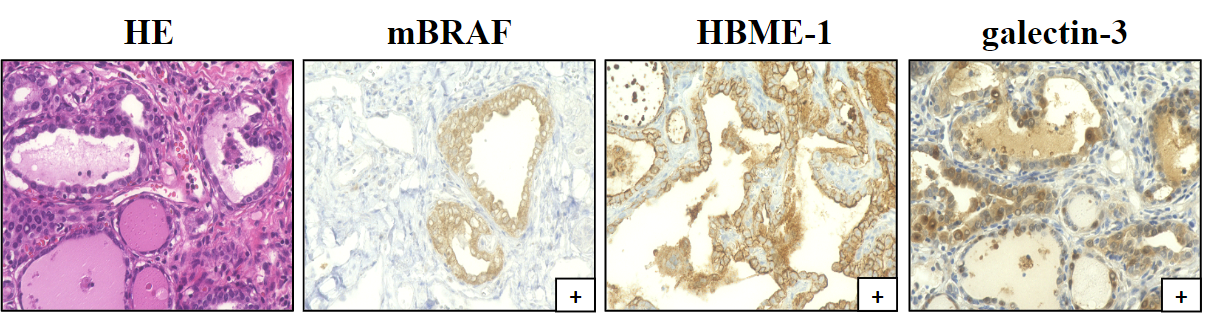 HE mBRAF HBME-1 galectin-3
+ + +